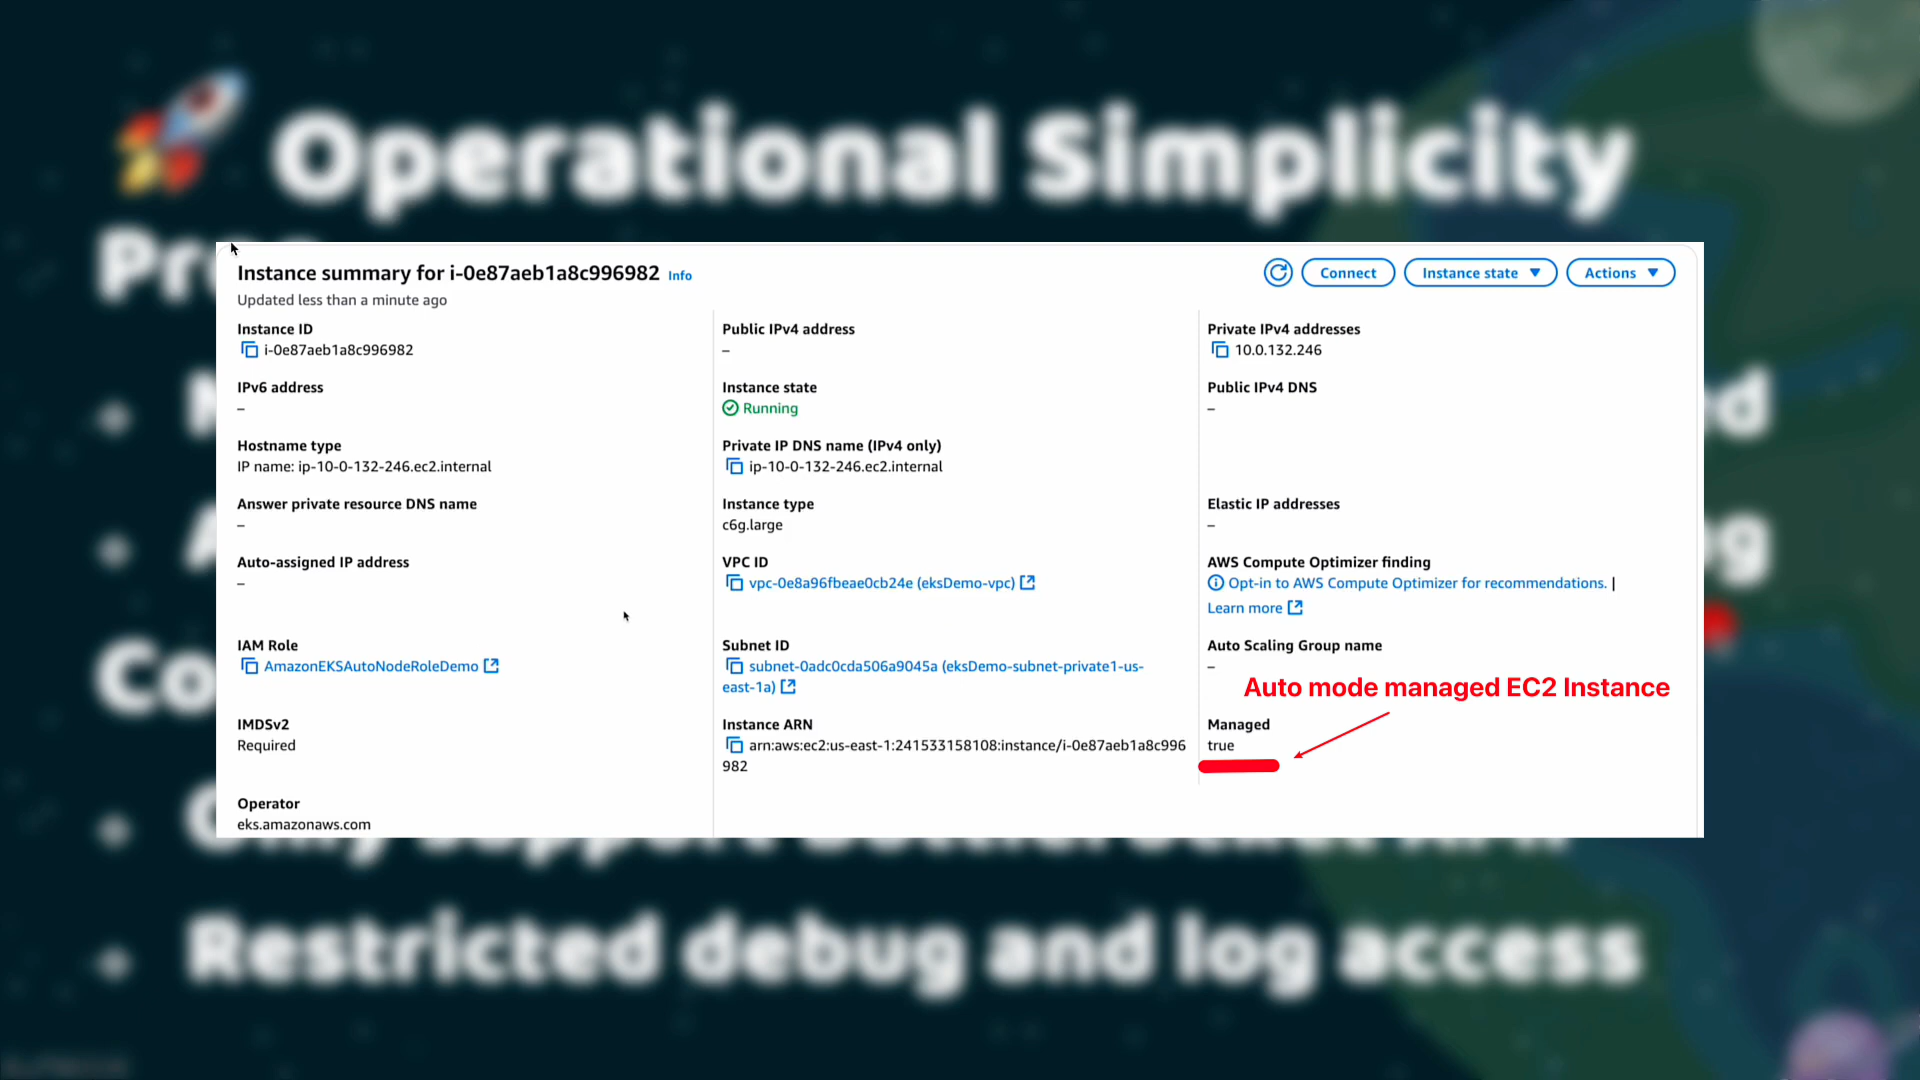 🚀 Operational Simplicity
Instance summary for i-0e87aeb1a8c996982 Info
Connect
Instance state
Actions
Updated less than a minute ago
Instance ID
i-0e87aeb1a8c996982
Public IPv4 address
–
Private IPv4 addresses
10.0.132.246
IPv6 address
–
Instance state
Running
Public IPv4 DNS
–
Hostname type
IP name: ip-10-0-132-246.ec2.internal
Private IP DNS name (IPv4 only)
ip-10-0-132-246.ec2.internal
Answer private resource DNS name
–
Instance type
c6g.large
Elastic IP addresses
–
Auto-assigned IP address
–
VPC ID
vpc-0e8a96fbeae0cb24e (eksDemo-vpc)
AWS Compute Optimizer finding
Opt-in to AWS Compute Optimizer for recommendations. |
Learn more
IAM Role
AmazonEKSAutoNodeRoleDemo
Subnet ID
subnet-0adc0cda506a9045a (eksDemo-subnet-private1-us-
east-1a)
Auto Scaling Group name
–
Auto mode managed EC2 Instance
IMDSv2
Required
Instance ARN
arn:aws:ec2:us-east-1:241533158108:instance/i-0e87aeb1a8c996
982
Managed
true
Operator
eks.amazonaws.com
• Restricted debug and log access